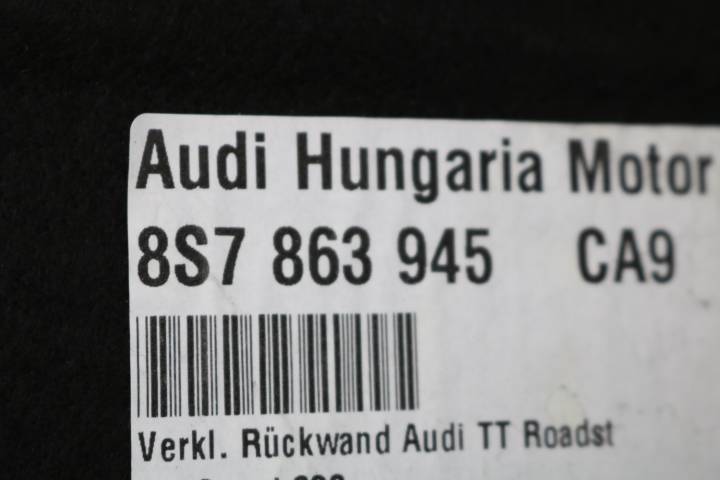 Audi Hungaria Motor
8S7 863 945 CA9
Verkl. Rückwand Audi TT Roadst